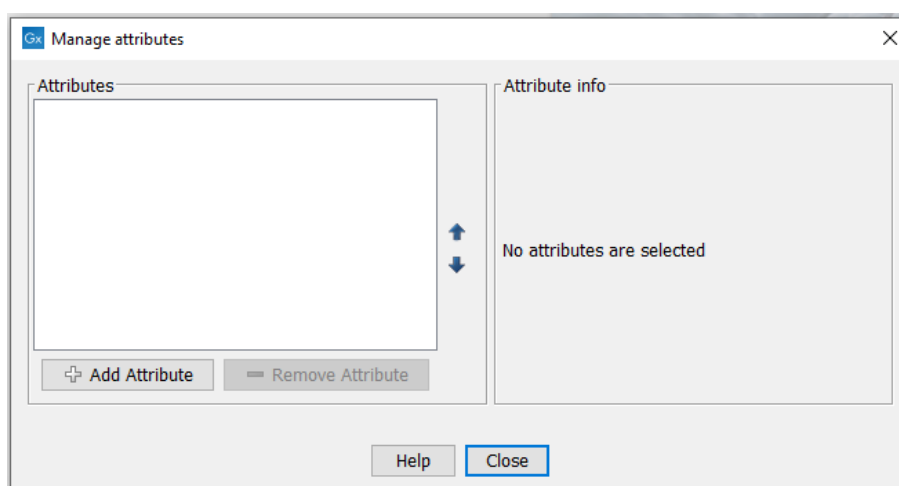 Gx Manage attributes
Attributes
Attribute info
No attributes are selected
Add Attribute
Remove Attribute
Help
Close